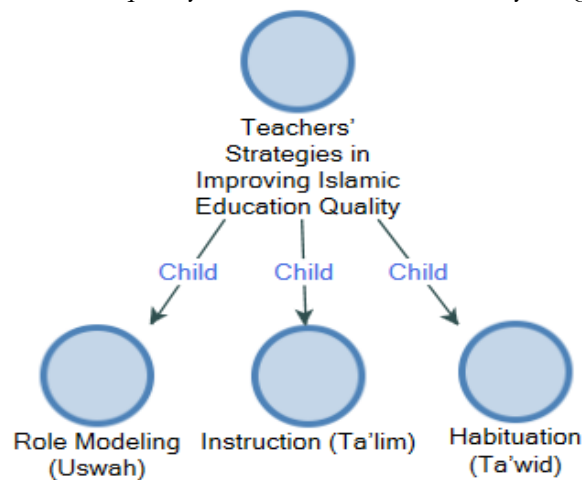 Teachers’
Strategies in
Improving Islamic
Education Quality
Child
Child
Child
Role Modeling
(Uswah)
Instruction (Ta’lim)
Habituation
(Ta’wid)